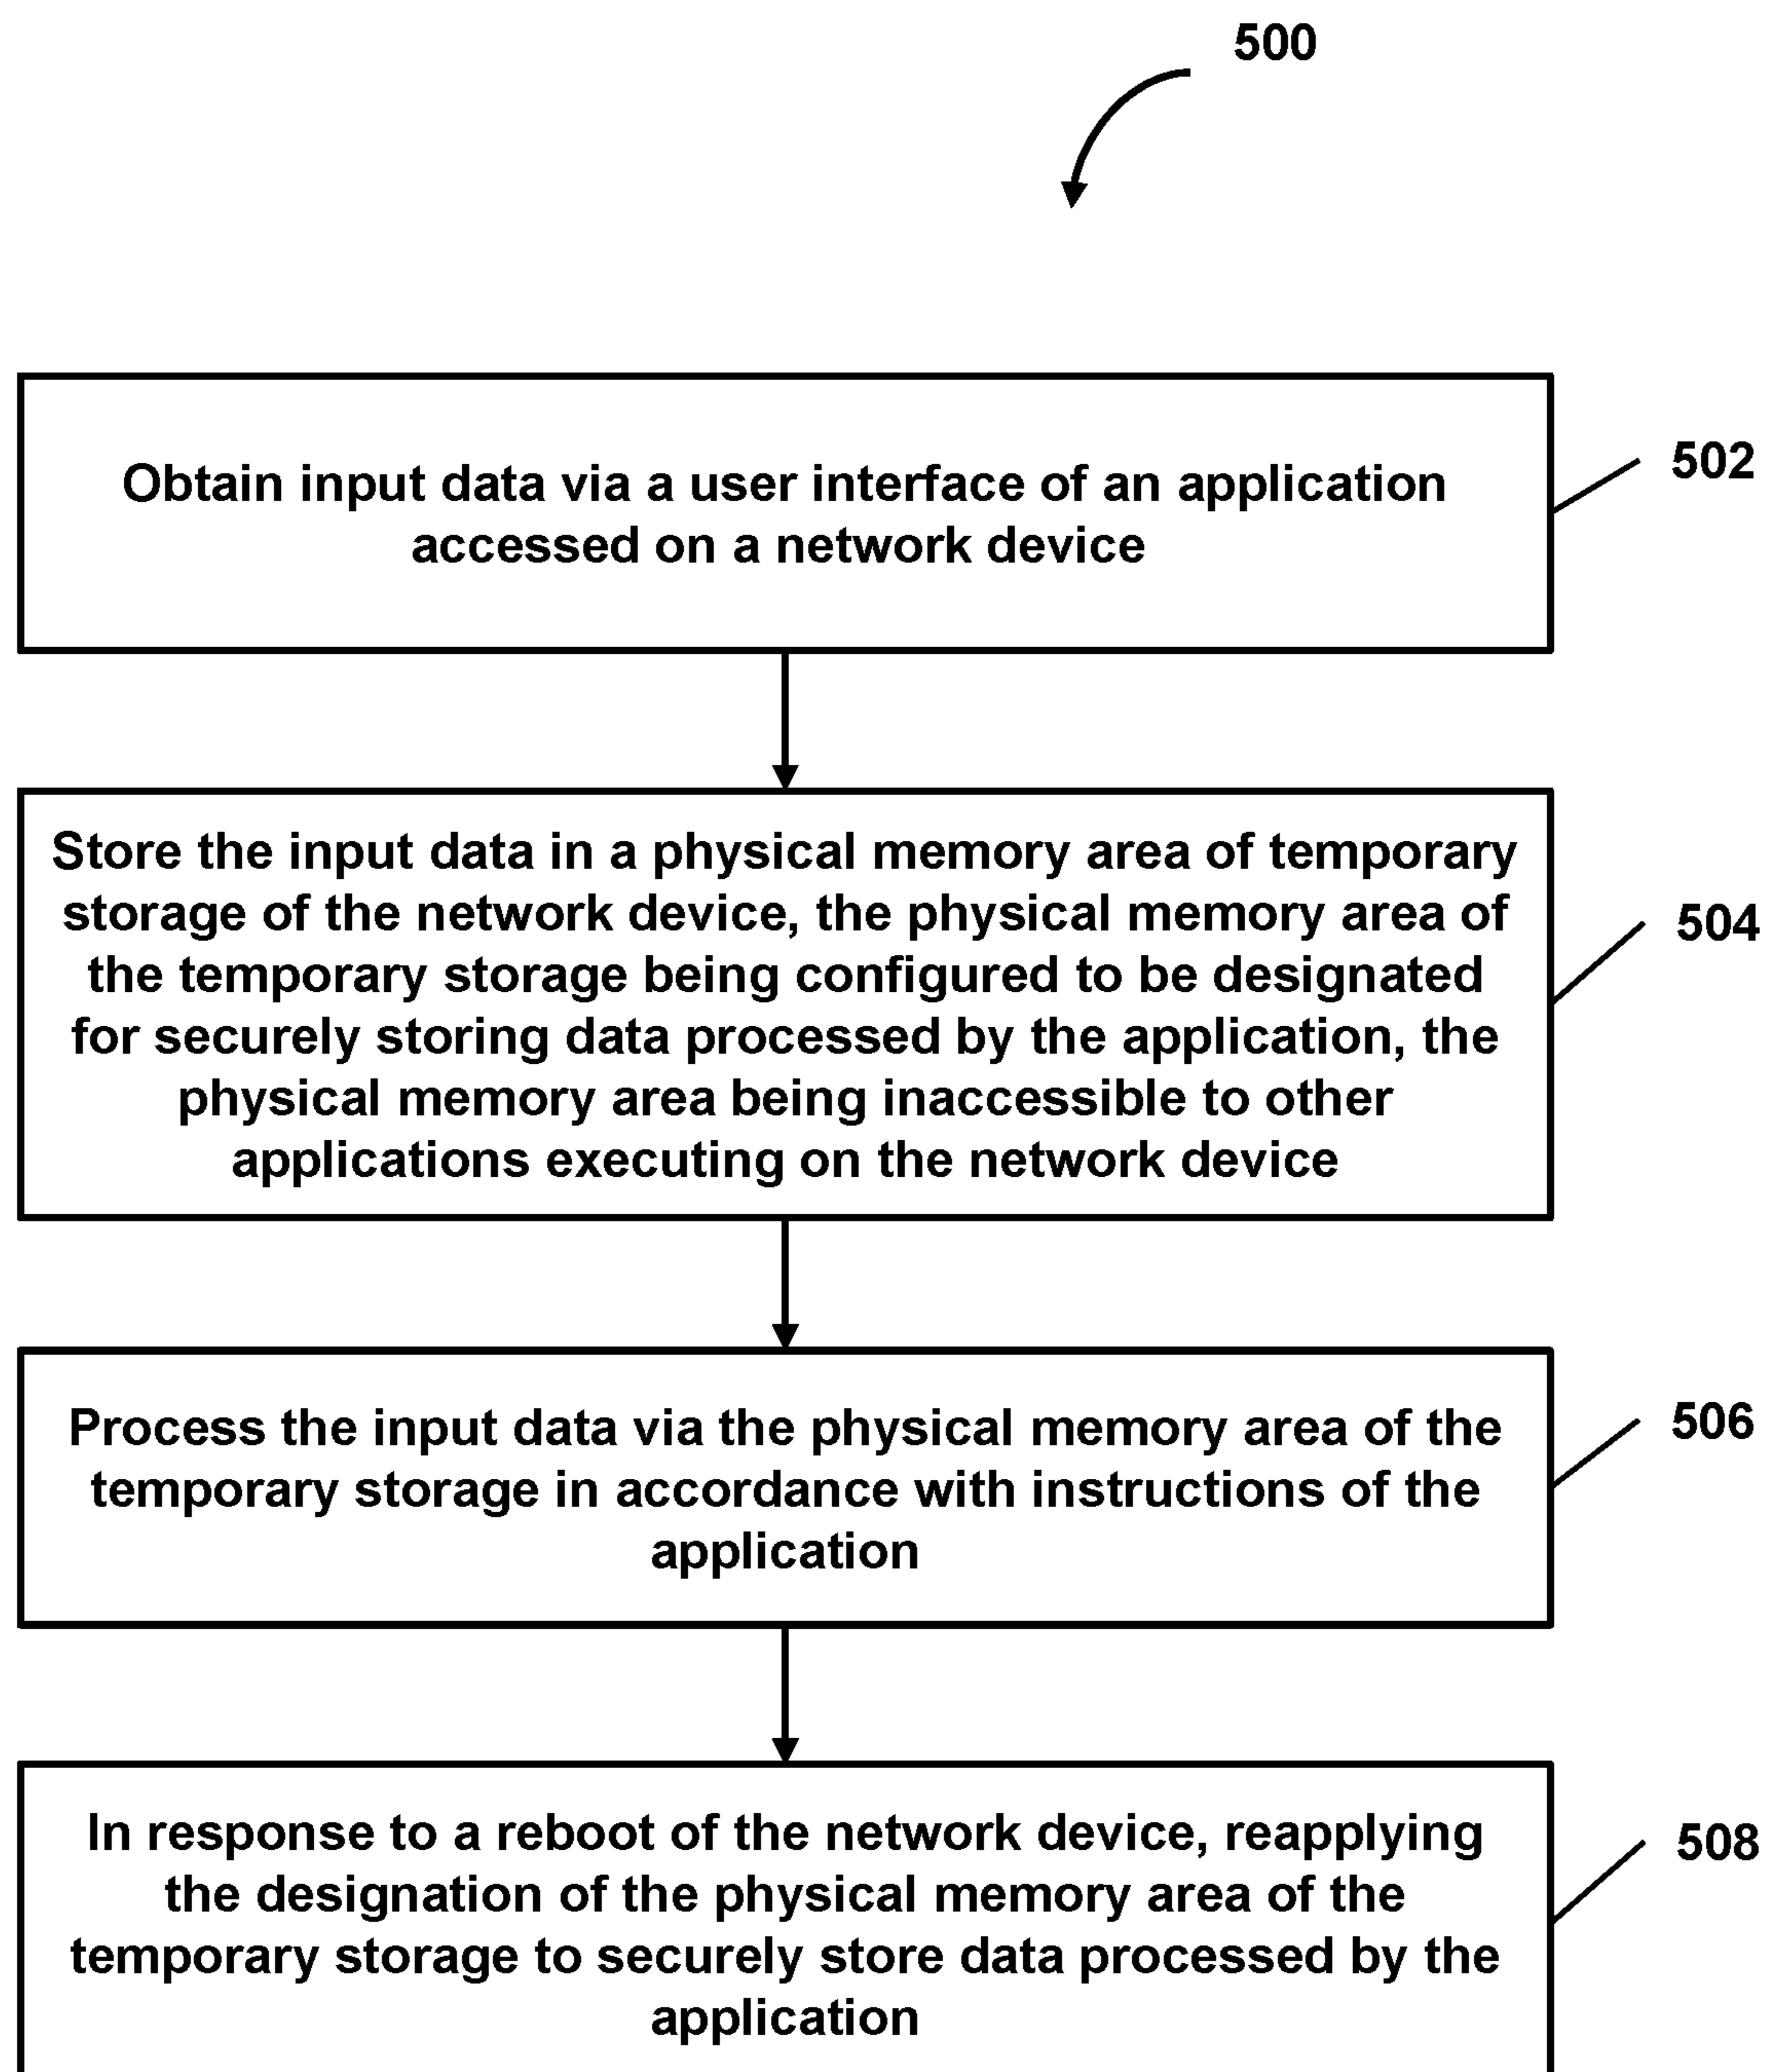 500
Obtain input data via a user interface of an application
accessed on a network device
502
Store the input data in a physical memory area of temporary
storage of the network device, the physical memory area of
the temporary storage being configured to be designated
for securely storing data processed by the application, the
physical memory area being inaccessible to other
applications executing on the network device
504
Process the input data via the physical memory area of the
temporary storage in accordance with instructions of the
application
506
In response to a reboot of the network device, reapplying
the designation of the physical memory area of the
temporary storage to securely store data processed by the
application
508